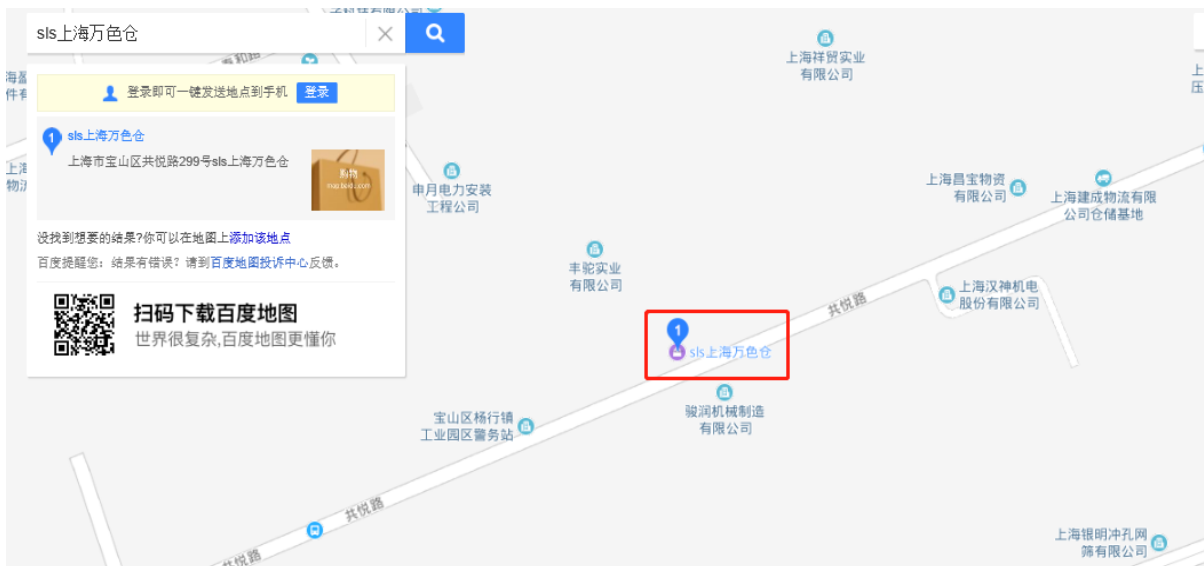 sls上海万色仓
登录即可一键发送地点到手机 登录
1 sls上海万色仓
上海市宝山区共悦路299号sls上海万色仓
购物
map.baidu.com
没找到想要的结果?你可以在地图上添加该地点
百度提醒您：结果有错误？请到百度地图投诉中心反馈。
扫码下载百度地图
世界很复杂,百度地图更懂你
上海祥贸实业
有限公司
申月电力安装
工程公司
上海昌宝物资
有限公司
上海建成物流有限
公司仓储基地
丰驼实业
有限公司
上海汉神机电
股份有限公司
共悦路
1
sls上海万色仓
骏润机械制造
有限公司
宝山区杨行镇
工业园区警务站
共悦路
共悦路
上海银明冲孔网
筛有限公司